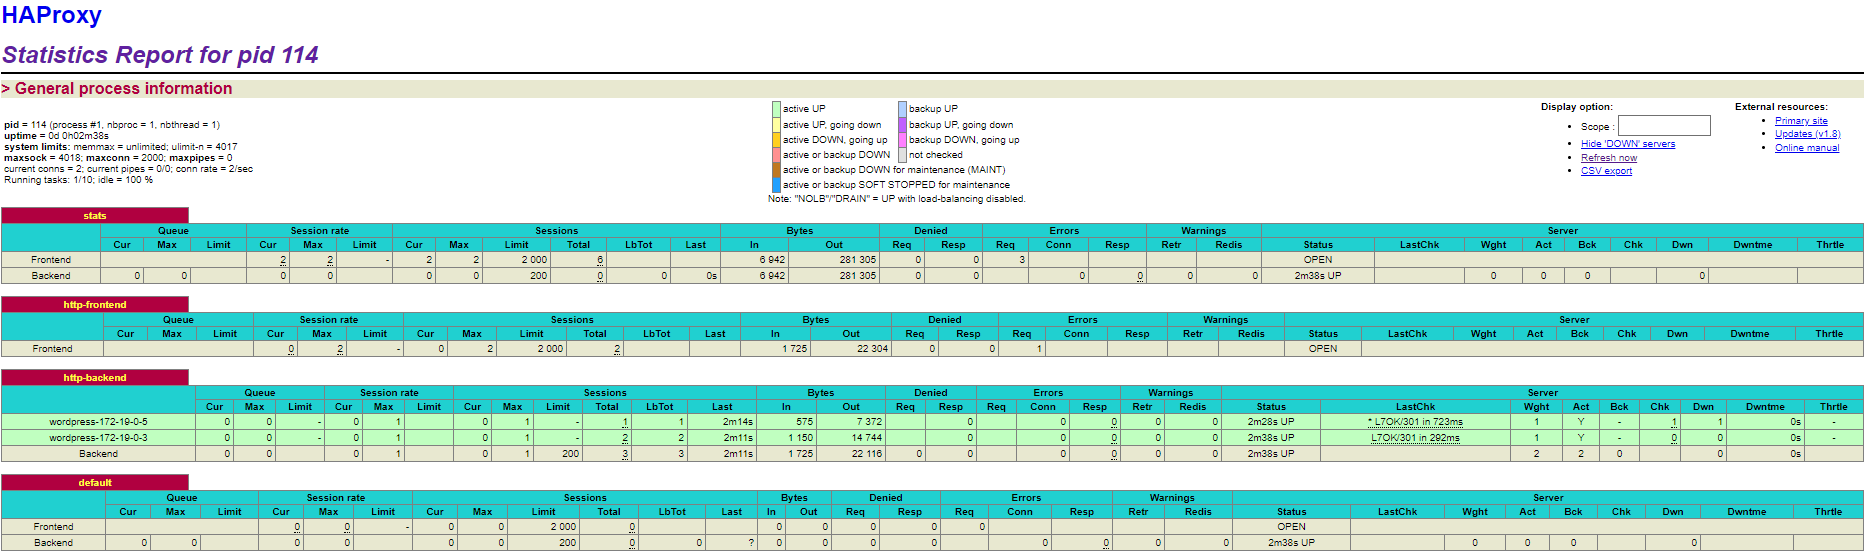 HAProxy
Statistics Report for pid 114
> General process information
pid = 114 (process #1, nbproc = 1, nbthread = 1)
uptime = 0d 0h02m38s
system limits: memmax = unlimited; ulimit-n = 4017
maxsock = 4018; maxconn = 2000; maxpipes = 0
current conns = 2; current pipes = 0/0; conn rate = 2/sec
Running tasks: 1/10; idle = 100 %
active UP backup UP
active UP, going down backup UP, going down
active DOWN, going up backup DOWN, going up
active or backup DOWN not checked
active or backup DOWN for maintenance (MAINT)
active or backup SOFT STOPPED for maintenance
Note: "NOLB"/"DRAIN" = UP with load-balancing disabled.
Display option:
Scope :
Hide 'DOWN' servers
Refresh now
CSV export
External resources:
Primary site
Updates (v1.8)
Online manual
stats
Queue Session rate Sessions Bytes Denied Errors Warnings Server
Cur Max Limit Cur Max Limit Cur Max Limit Total LbTot Last In Out Req Resp Req Conn Resp Retr Redis Status LastChk Wght Act Bck Chk Dwn Dwntme Thrtle
Frontend 2 2 - 2 2 2 000 6 6 942 281 305 0 0 3 OPEN
Backend 0 0 0 0 0 0 200 0 0 0s 6 942 281 305 0 0 0 0 0 0 2m38s UP 0 0 0 0
http-frontend
Queue Session rate Sessions Bytes Denied Errors Warnings Server
Cur Max Limit Cur Max Limit Cur Max Limit Total LbTot Last In Out Req Resp Req Conn Resp Retr Redis Status LastChk Wght Act Bck Chk Dwn Dwntme Thrtle
Frontend 0 2 - 0 2 2 000 2 1 725 22 304 0 0 1 OPEN
http-backend
Queue Session rate Sessions Bytes Denied Errors Warnings Server
Cur Max Limit Cur Max Limit Cur Max Limit Total LbTot Last In Out Req Resp Req Conn Resp Retr Redis Status LastChk Wght Act Bck Chk Dwn Dwntme Thrtle
wordpress-172-19-0-5 0 0 - 0 1 0 1 - 1 1 2m14s 575 7 372 0 0 0 0 0 2m28s UP * L7OK/301 in 723ms 1 Y - 1 1 0s -
wordpress-172-19-0-3 0 0 - 0 1 0 1 - 2 2 2m11s 1 150 14 744 0 0 0 0 0 2m38s UP L7OK/301 in 292ms 1 Y - 0 0 0s -
Backend 0 0 0 1 0 1 200 3 3 2m11s 1 725 22 116 0 0 0 0 0 0 2m38s UP 2 2 0 0 0s
default
Queue Session rate Sessions Bytes Denied Errors Warnings Server
Cur Max Limit Cur Max Limit Cur Max Limit Total LbTot Last In Out Req Resp Req Conn Resp Retr Redis Status LastChk Wght Act Bck Chk Dwn Dwntme Thrtle
Frontend 0 0 - 0 0 2 000 0 0 0 0 0 0 OPEN
Backend 0 0 0 0 0 0 200 0 0 ? 0 0 0 0 0 0 0 0 2m38s UP 0 0 0 0